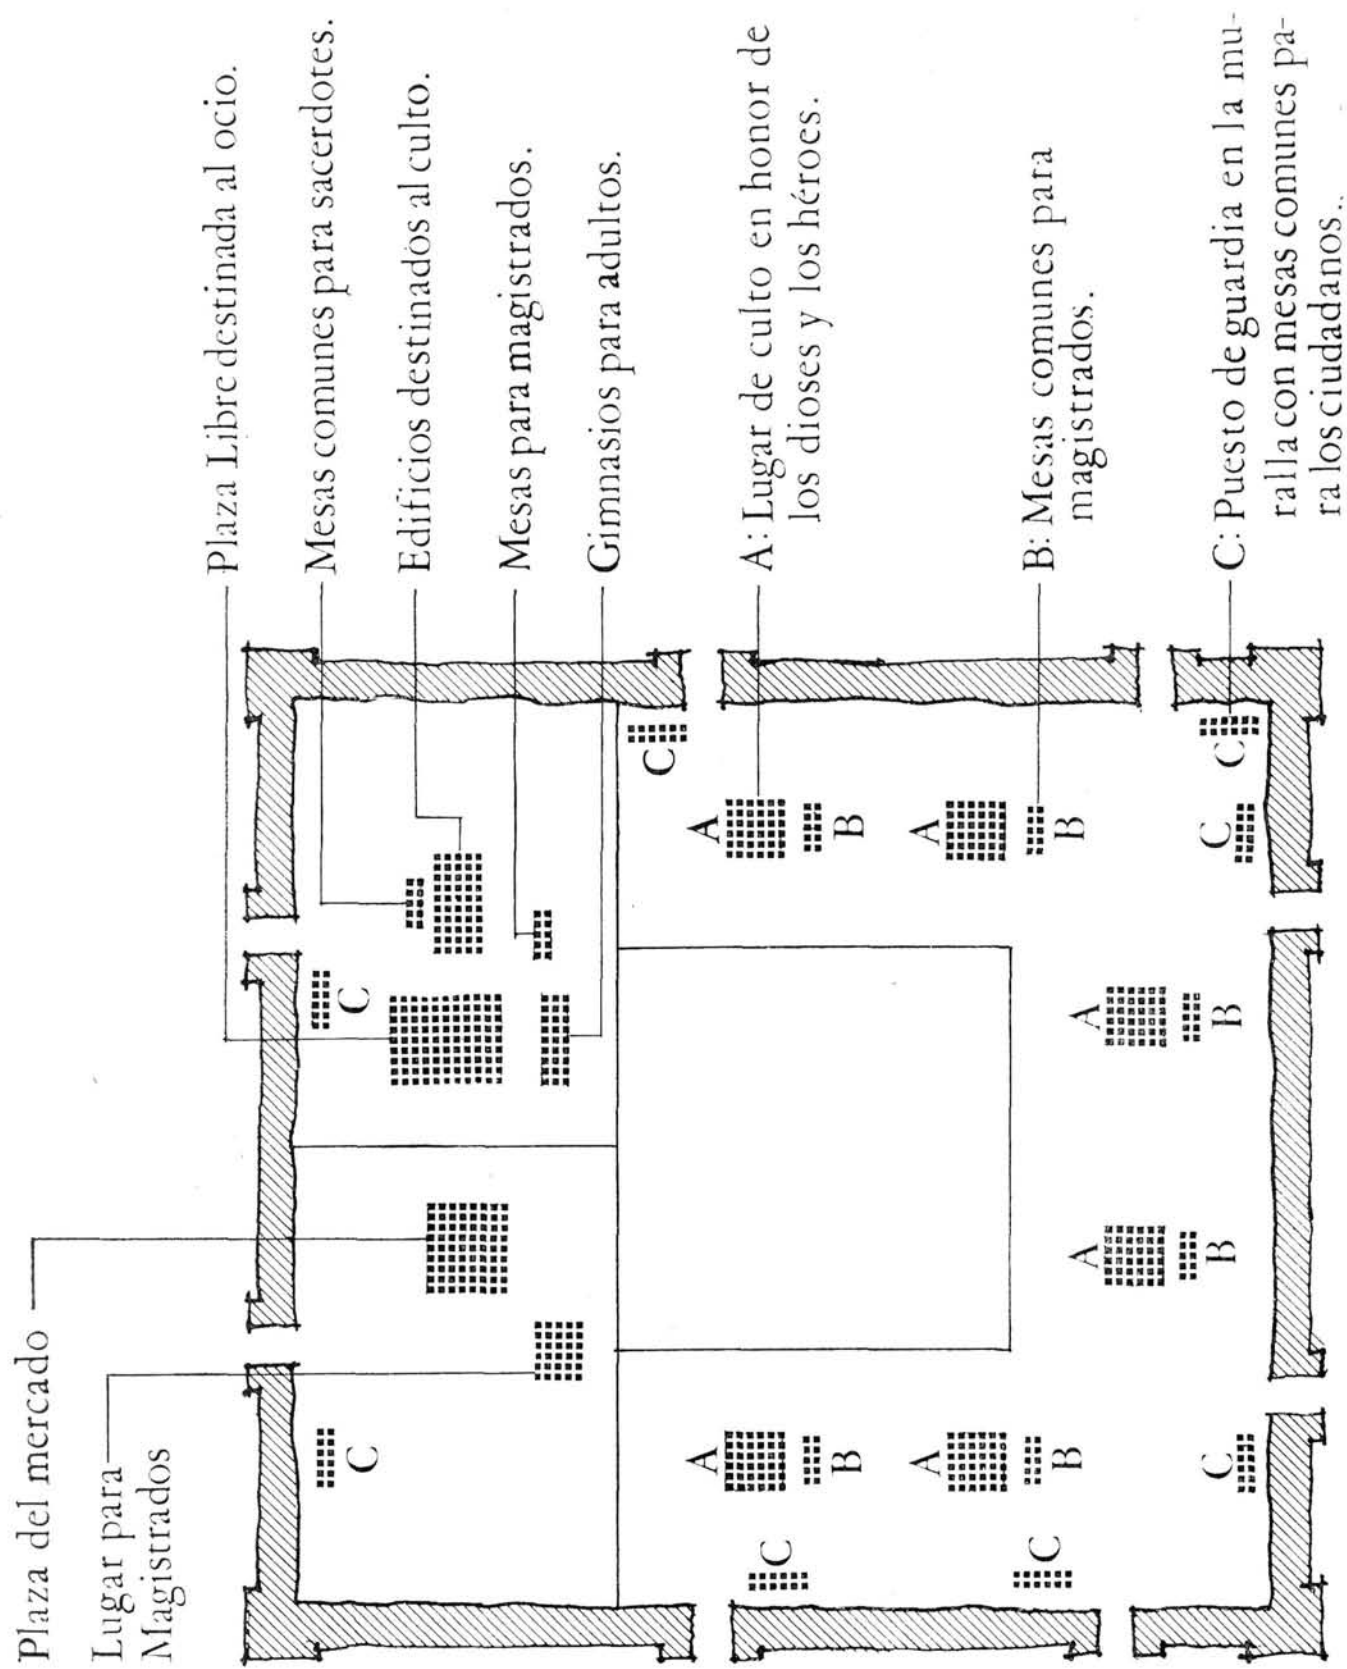 Plaza del mercado
Lugar para
Magistrados
Plaza Libre destinada al ocio.
Mesas comunes para sacerdotes.
Edificios destinados al culto.
Mesas para magistrados.
Gimnasios para adultos.
A: Lugar de culto en honor de
los dioses y los héroes.
B: Mesas comunes para
magistrados.
C: Puesto de guardia en la mu-
ralla con mesas comunes pa-
ra los ciudadanos..
C
C
C
A
A
B
B
C
A
A
C
B
B
A
A
B
B
C
C
C